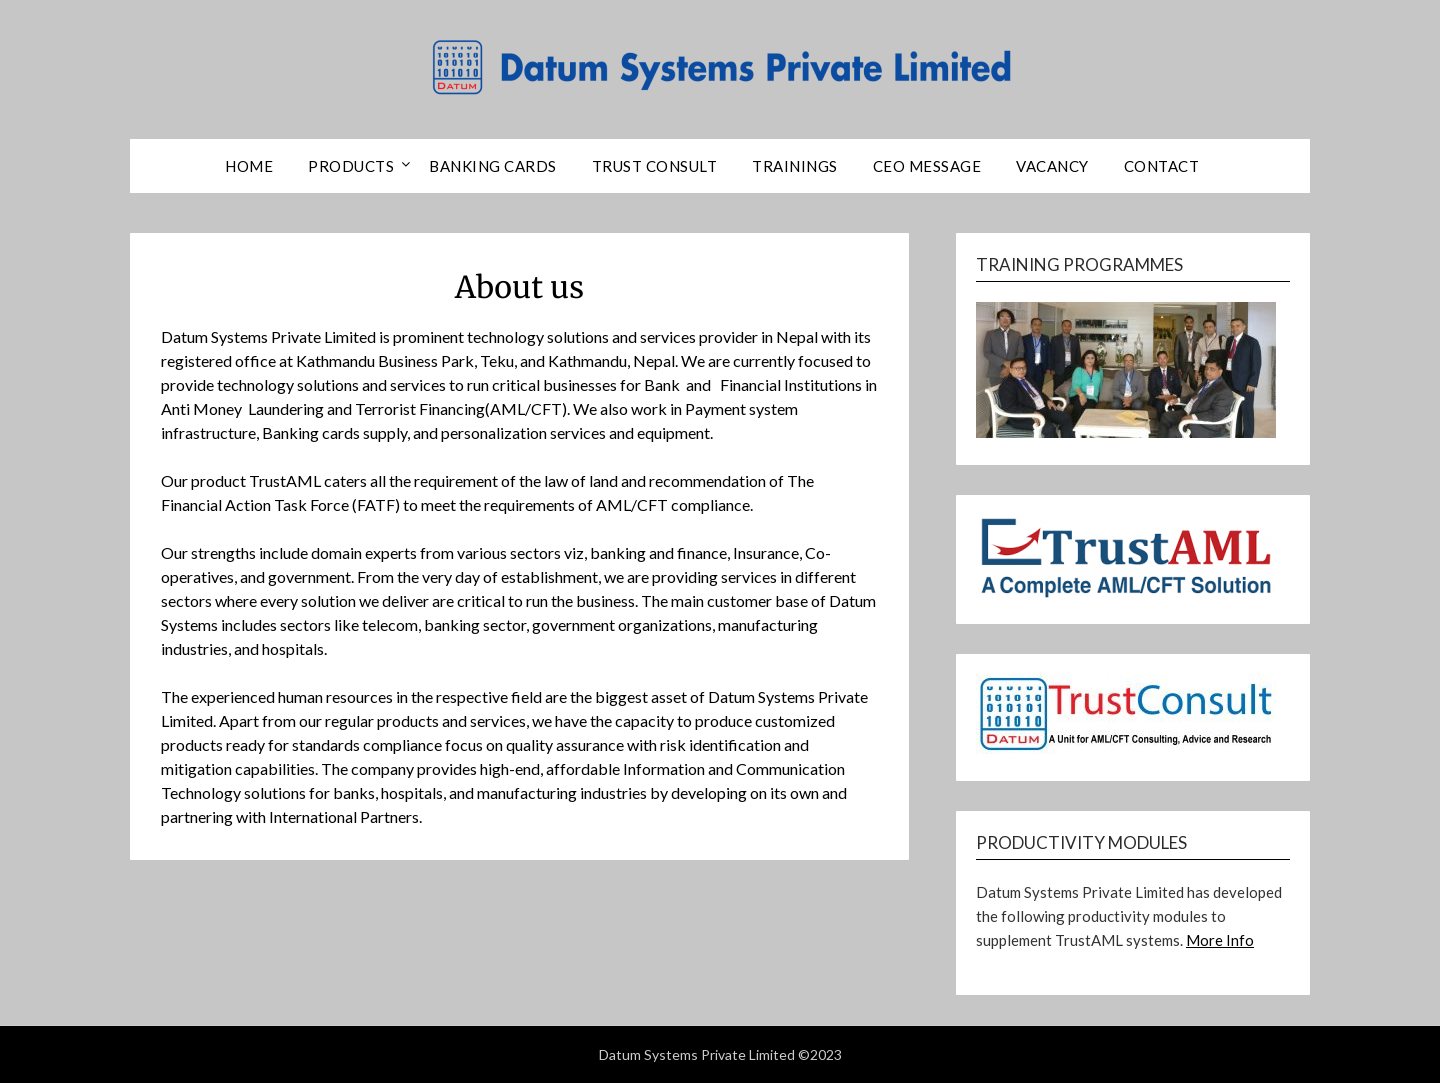 101010
010101
101010
DATUM
Datum Systems Private Limited
HOME
PRODUCTS
BANKING CARDS
TRUST CONSULT
TRAININGS
CEO MESSAGE
VACANCY
CONTACT
About us
Datum Systems Private Limited is prominent technology solutions and services provider in Nepal with its
registered office at Kathmandu Business Park, Teku, and Kathmandu, Nepal. We are currently focused to
provide technology solutions and services to run critical businesses for Bank  and   Financial Institutions in
Anti Money  Laundering and Terrorist Financing(AML/CFT). We also work in Payment system
infrastructure, Banking cards supply, and personalization services and equipment.
Our product TrustAML caters all the requirement of the law of land and recommendation of The
Financial Action Task Force (FATF) to meet the requirements of AML/CFT compliance.
Our strengths include domain experts from various sectors viz, banking and finance, Insurance, Co-
operatives, and government. From the very day of establishment, we are providing services in different
sectors where every solution we deliver are critical to run the business. The main customer base of Datum
Systems includes sectors like telecom, banking sector, government organizations, manufacturing
industries, and hospitals.
The experienced human resources in the respective field are the biggest asset of Datum Systems Private
Limited. Apart from our regular products and services, we have the capacity to produce customized
products ready for standards compliance focus on quality assurance with risk identification and
mitigation capabilities. The company provides high-end, affordable Information and Communication
Technology solutions for banks, hospitals, and manufacturing industries by developing on its own and
partnering with International Partners.
TRAINING PROGRAMMES
TrustAML
A Complete AML/CFT Solution
101010
010101
101010
DATUM
TrustConsult
A Unit for AML/CFT Consulting, Advice and Research
PRODUCTIVITY MODULES
Datum Systems Private Limited has developed
the following productivity modules to
supplement TrustAML systems. More Info
Datum Systems Private Limited ©2023